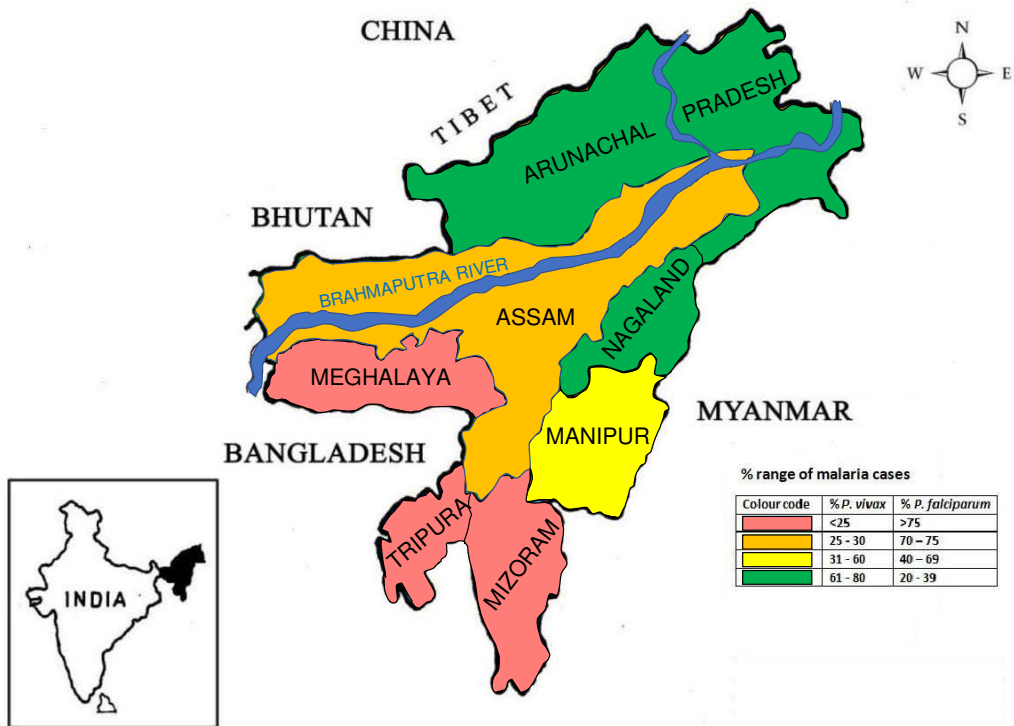 CHINA
N
W E
S
TIBET
ARUNACHAL PRADESH
BHUTAN
BRAHMAPUTRA RIVER
ASSAM
NAGALAND
MEGHALAYA
MYANMAR
MANIPUR
BANGLADESH
TRIPURA
MIZORAM
% range of malaria cases
Colour code % P. vivax % P. falciparum
<25 >75
25 - 30 70 – 75
31 - 60 40 – 69
61 - 80 20 - 39
INDIA